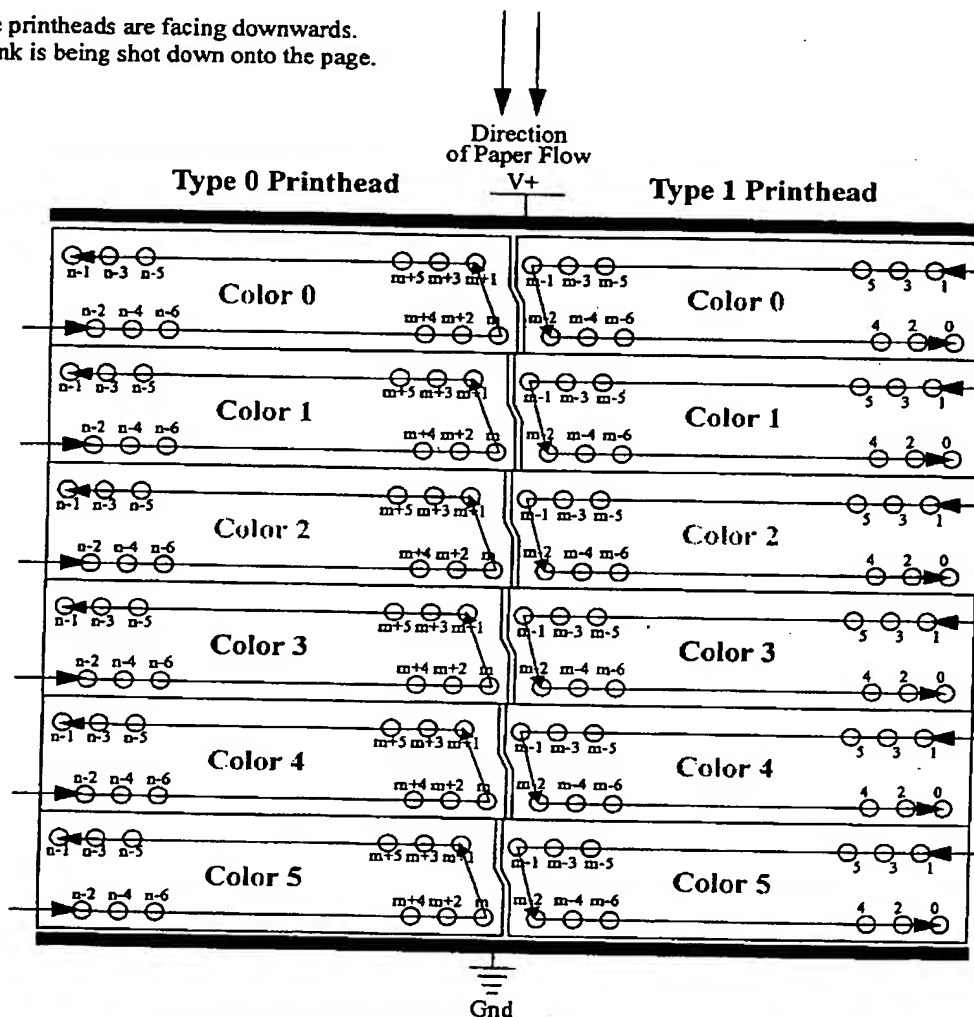 e printheads are facing downwards.
nk is being shot down onto the page.
Direction
of Paper Flow
Type 0 Printhead V+ Type 1 Printhead
n-1 n-3 n-5 m+5 m+3 m+1 m-1 m-3 m-5 5 3 1
Color 0 Color 0
n-2 n-4 n-6 m+4 m+2 m m-2 m-4 m-6 4 2 0
n-1 n-3 n-5 m+5 m+3 m+1 m-1 m-3 m-5 5 3 1
Color 1 Color 1
n-2 n-4 n-6 m+4 m+2 m m-2 m-4 m-6 4 2 0
n-1 n-3 n-5 m+5 m+3 m+1 m-1 m-3 m-5 5 3 1
Color 2 Color 2
n-2 n-4 n-6 m+4 m+2 m m-2 m-4 m-6 4 2 0
n-1 n-3 n-5 m+5 m+3 m+1 m-1 m-3 m-5 5 3 1
Color 3 Color 3
n-2 n-4 n-6 m+4 m+2 m m-2 m-4 m-6 4 2 0
n-1 n-3 n-5 m+5 m+3 m+1 m-1 m-3 m-5 5 3 1
Color 4 Color 4
n-2 n-4 n-6 m+4 m+2 m m-2 m-4 m-6 4 2 0
n-1 n-3 n-5 m+5 m+3 m+1 m-1 m-3 m-5 5 3 1
Color 5 Color 5
n-2 n-4 n-6 m+4 m+2 m m-2 m-4 m-6 4 2 0
Gnd